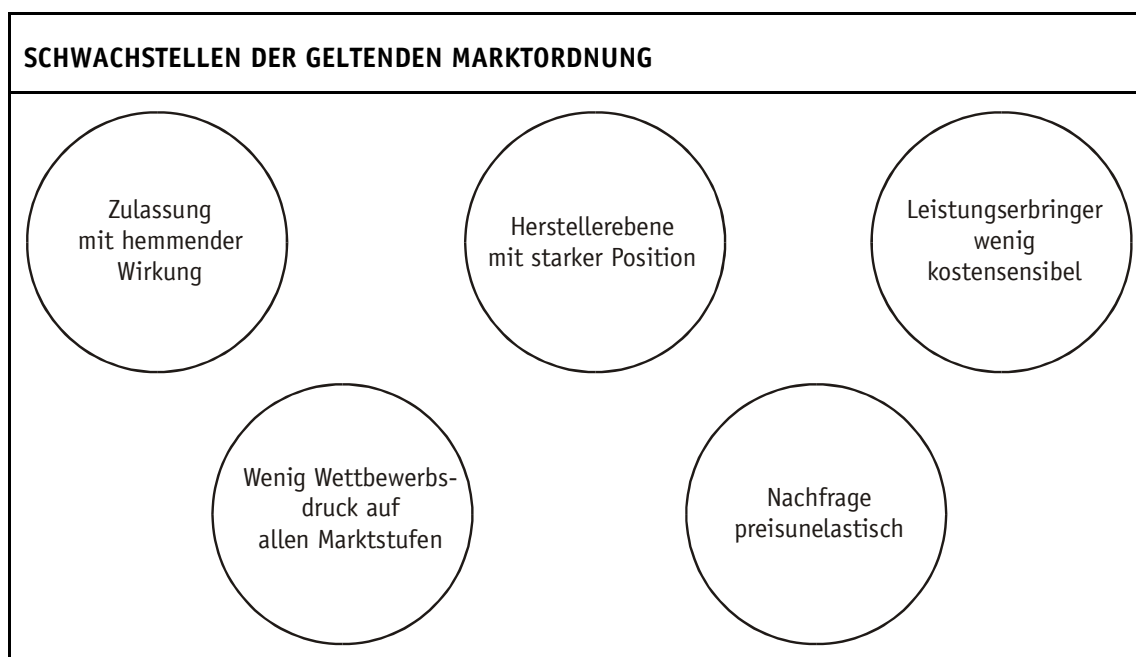 SCHWACHSTELLEN DER GELTENDEN MARKTORDNUNG
Zulassung
mit hemmender
Wirkung
Herstellerebene
mit starker Position
Leistungserbringer
wenig
kostensensibel
Wenig Wettbewerbs-
druck auf
allen Marktstufen
Nachfrage
preisunelastisch